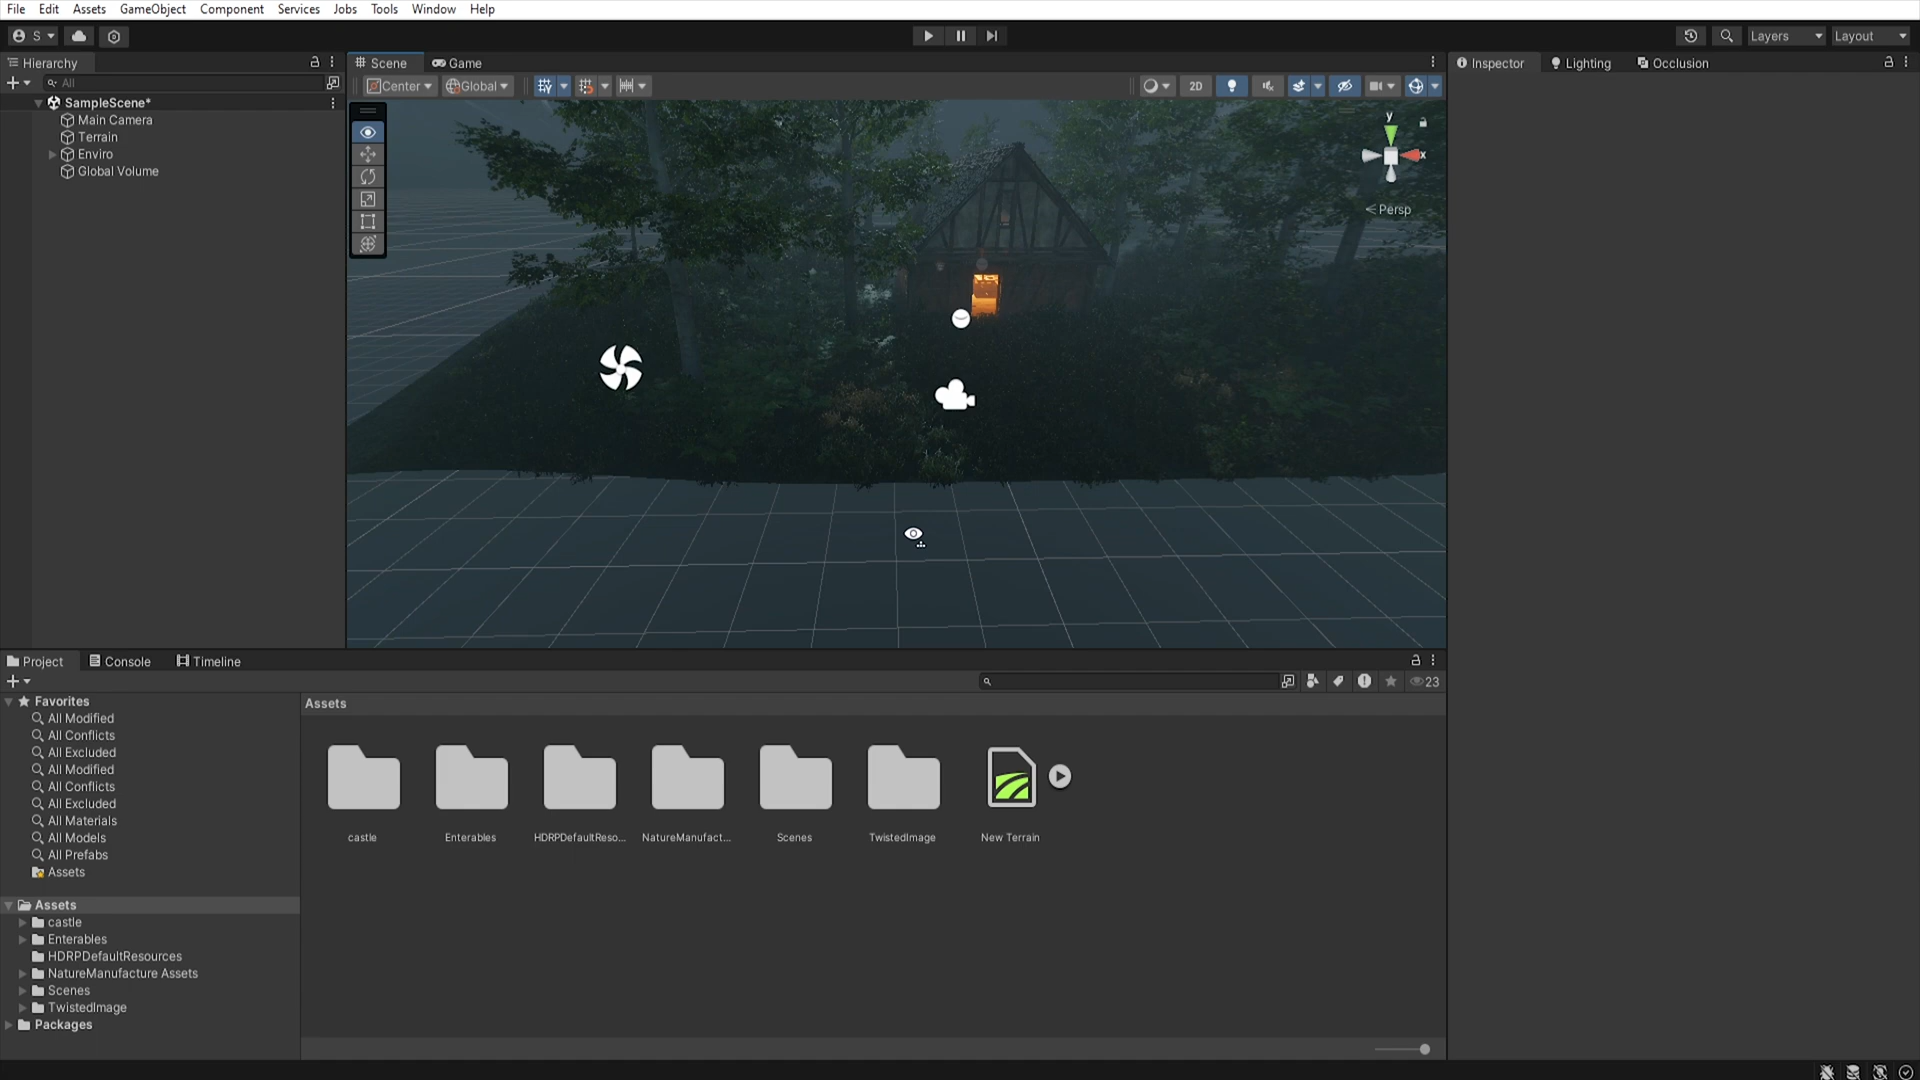 File Edit Assets GameObject Component Services Jobs Tools Window Help
S Layers Layout
Hierarchy
All
SampleScene*
Main Camera
Terrain
Enviro
Global Volume
Scene Game
Center Global 2D
y
x
Persp
Inspector Lighting Occlusion
Project Console Timeline
23
Favorites
All Modified
All Conflicts
All Excluded
All Modified
All Conflicts
All Excluded
All Materials
All Models
All Prefabs
Assets
Assets
castle
Enterables
HDRPDefaultResources
NatureManufacture Assets
Scenes
TwistedImage
Packages
Assets
castle Enterables HDRPDefaultReso... NatureManufact... Scenes TwistedImage New Terrain